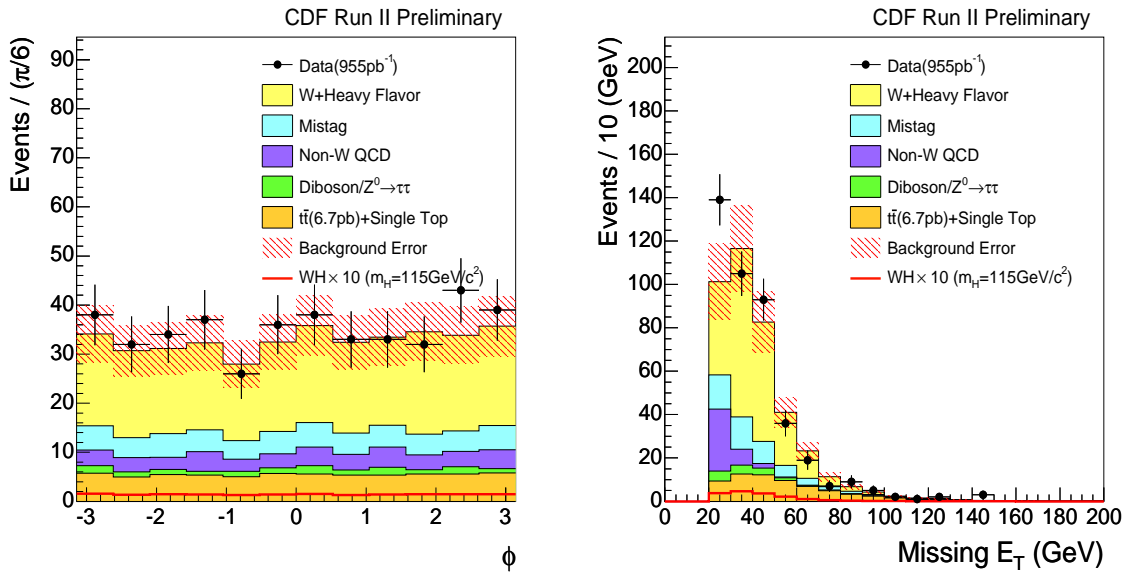 CDF Run II Preliminary
Events / (π/6)
90
80
70
60
50
40
30
20
10
0
Data(955pb⁻¹)
W+Heavy Flavor
Mistag
Non-W QCD
Diboson/Z⁰→ττ
tt̄(6.7pb)+Single Top
Background Error
WH×10 (m_H=115GeV/c²)
-3 -2 -1 0 1 2 3
ϕ
CDF Run II Preliminary
Events / 10 (GeV)
200
180
160
140
120
100
80
60
40
20
0
Data(955pb⁻¹)
W+Heavy Flavor
Mistag
Non-W QCD
Diboson/Z⁰→ττ
tt̄(6.7pb)+Single Top
Background Error
WH×10 (m_H=115GeV/c²)
0 20 40 60 80 100 120 140 160 180 200
Missing E_T (GeV)